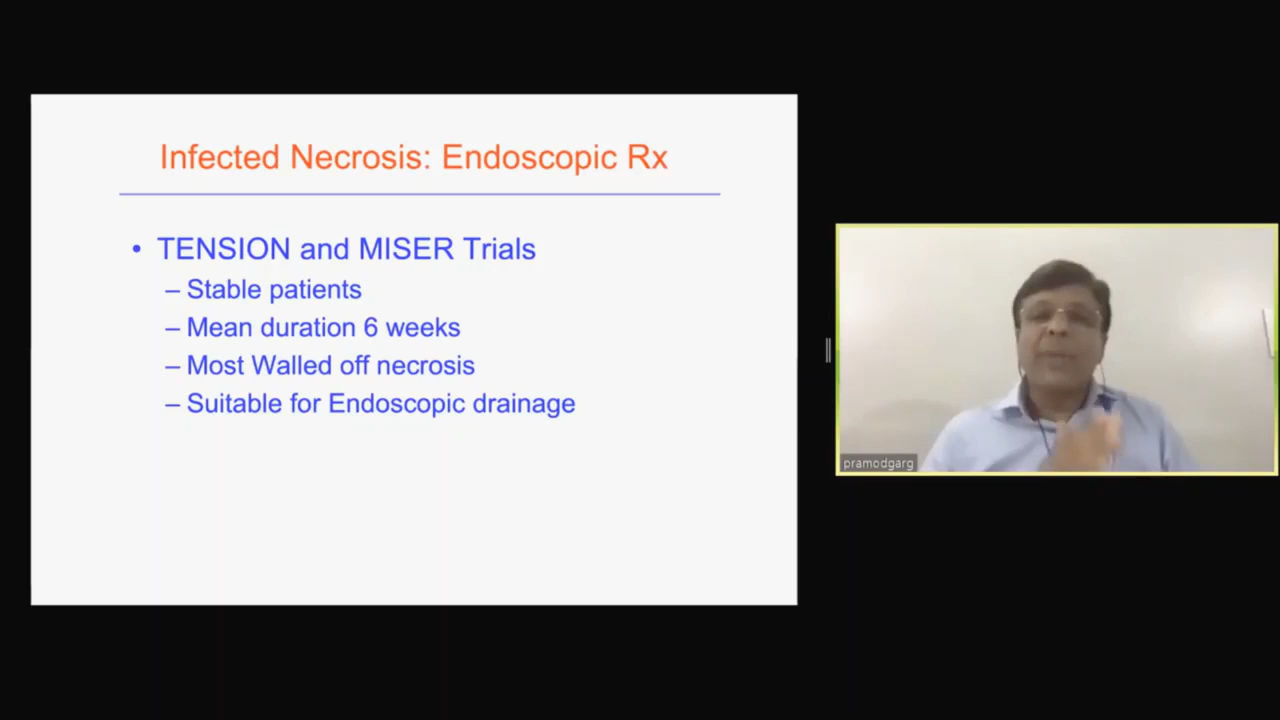 Infected Necrosis: Endoscopic Rx
• TENSION and MISER Trials
– Stable patients
– Mean duration 6 weeks
– Most Walled off necrosis
– Suitable for Endoscopic drainage
pramodgarg